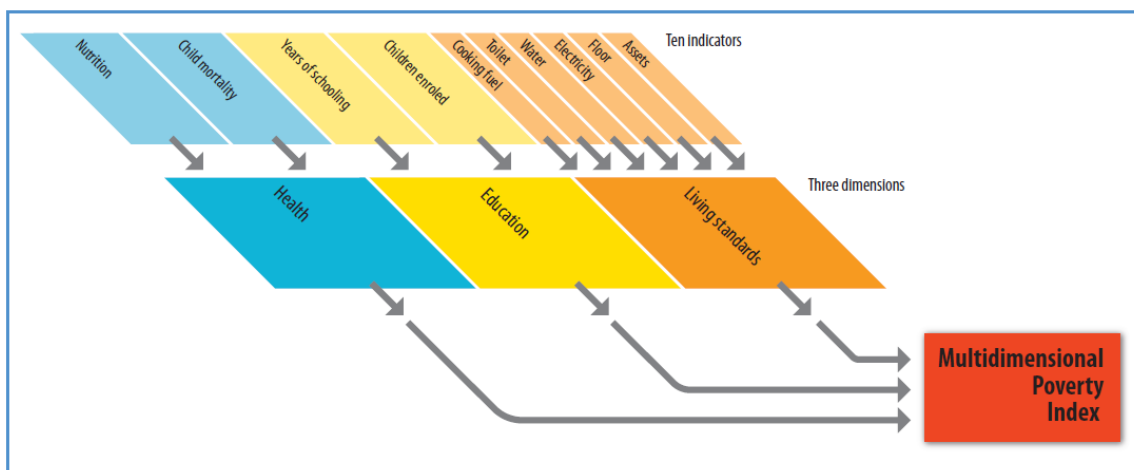 Nutrition
Child mortality
Years of schooling
Children enroled
Cooking fuel
Toilet
Water
Electricity
Floor
Assets
Ten indicators
Health
Education
Living standards
Three dimensions
Multidimensional
Poverty
Index